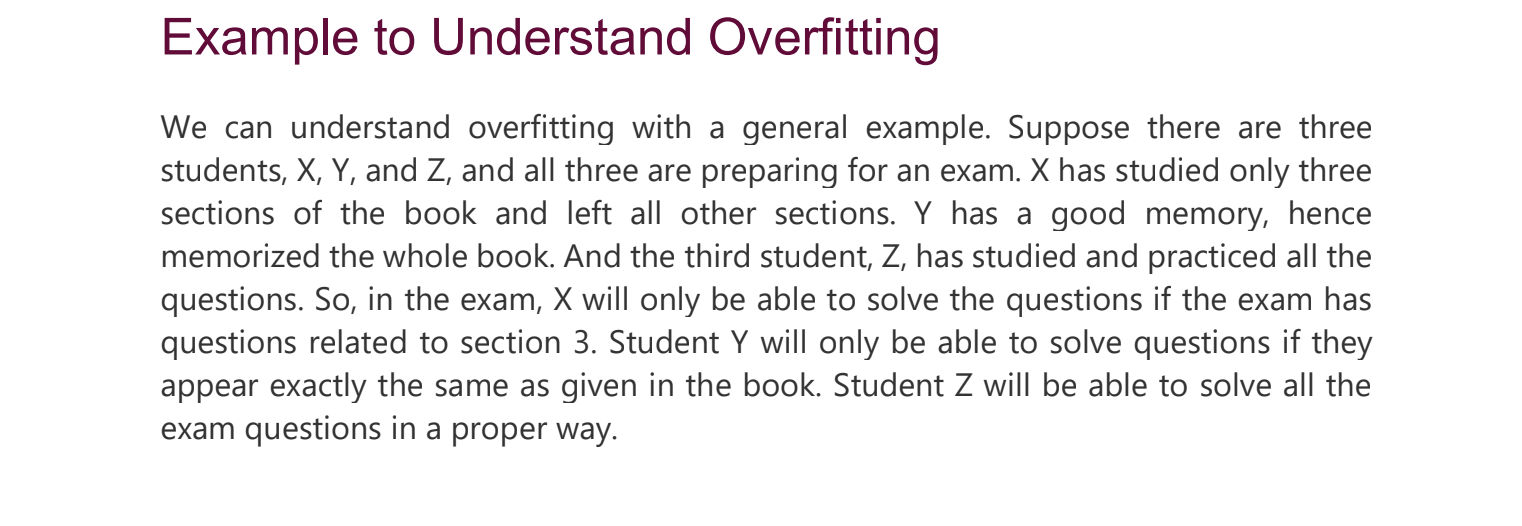 Example to Understand Overfitting
We can understand overfitting with a general example. Suppose there are three
students, X, Y, and Z, and all three are preparing for an exam. X has studied only three
sections of the book and left all other sections. Y has a good memory, hence
memorized the whole book. And the third student, Z, has studied and practiced all the
questions. So, in the exam, X will only be able to solve the questions if the exam has
questions related to section 3. Student Y will only be able to solve questions if they
appear exactly the same as given in the book. Student Z will be able to solve all the
exam questions in a proper way.